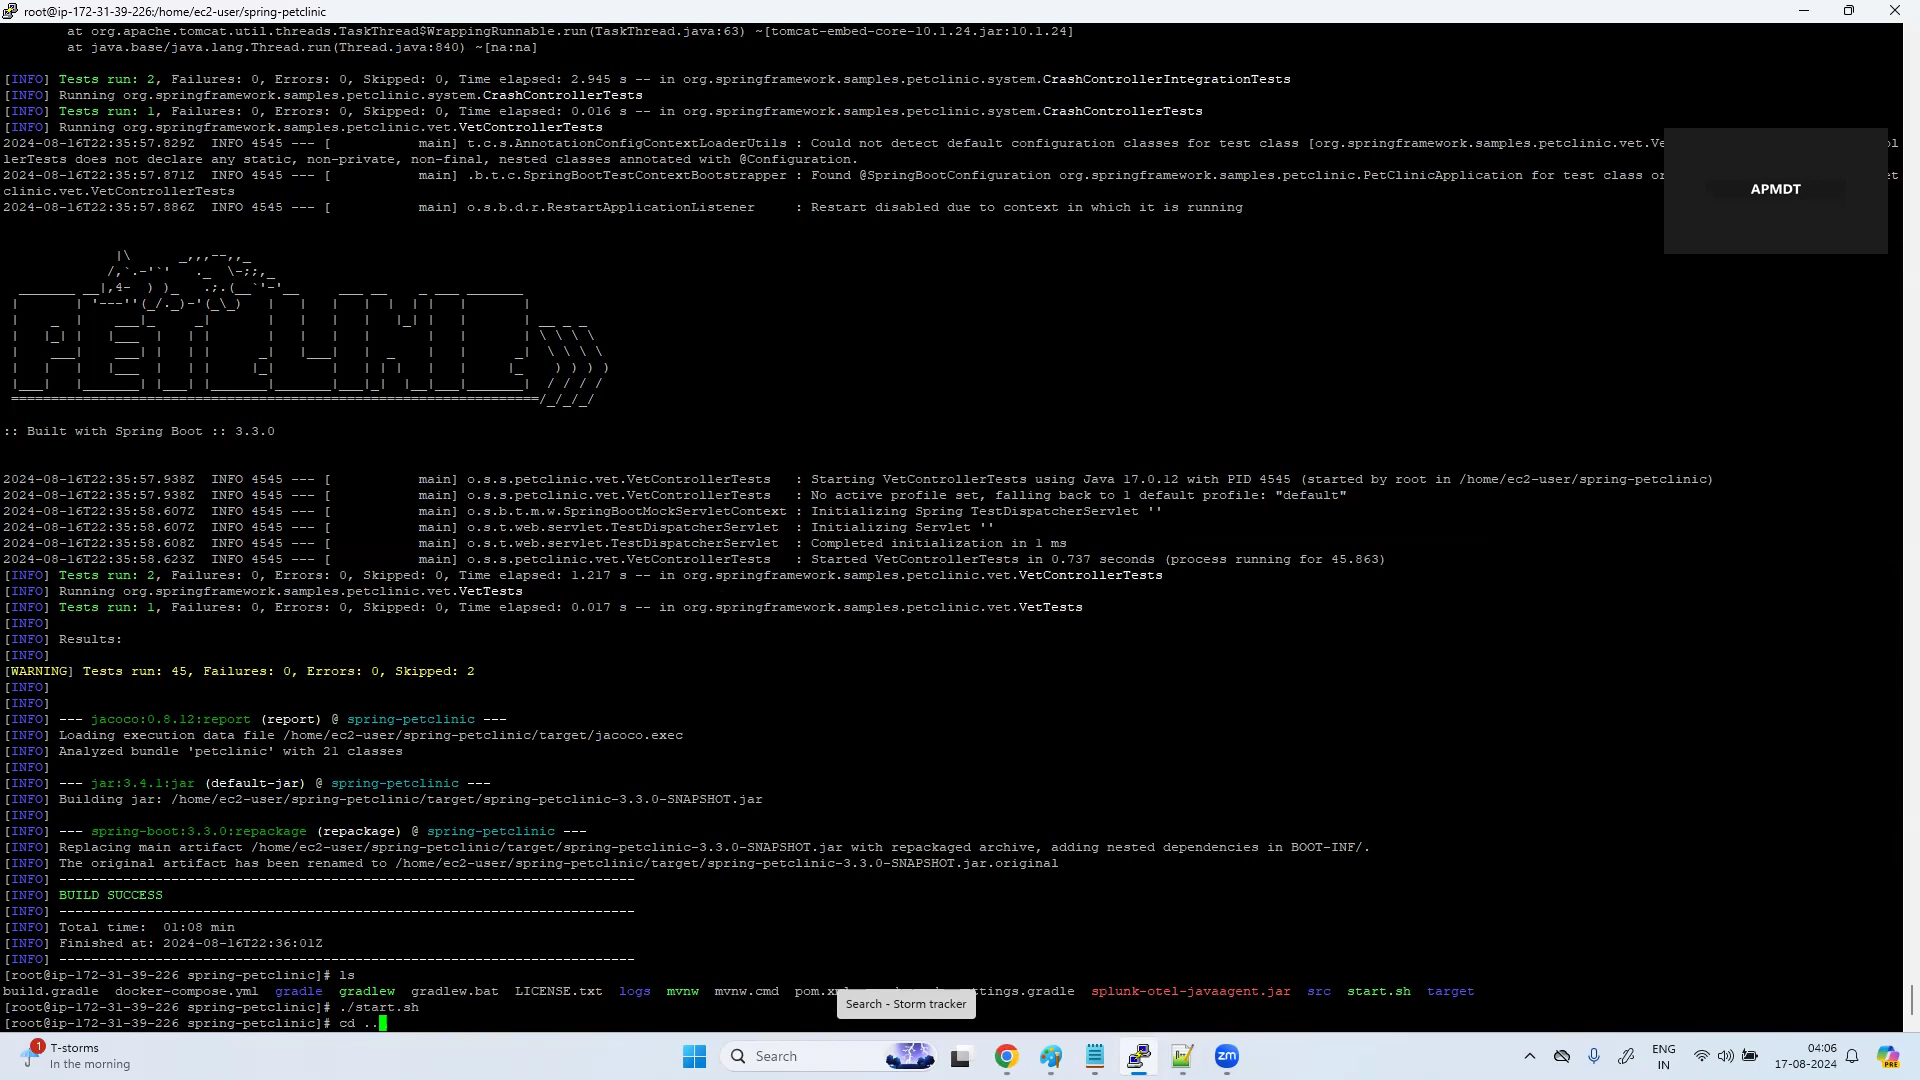 root@ip-172-31-39-226:/home/ec2-user/spring-petclinic
at org.apache.tomcat.util.threads.TaskThread$WrappingRunnable.run(TaskThread.java:63) ~[tomcat-embed-core-10.1.24.jar:10.1.24]
at java.base/java.lang.Thread.run(Thread.java:840) ~[na:na]
[INFO] Tests run: 2, Failures: 0, Errors: 0, Skipped: 0, Time elapsed: 2.945 s -- in org.springframework.samples.petclinic.system.CrashControllerIntegrationTests
[INFO] Running org.springframework.samples.petclinic.system.CrashControllerTests
[INFO] Tests run: 1, Failures: 0, Errors: 0, Skipped: 0, Time elapsed: 0.016 s -- in org.springframework.samples.petclinic.system.CrashControllerTests
[INFO] Running org.springframework.samples.petclinic.vet.VetControllerTests
2024-08-16T22:35:57.829Z  INFO 4545 --- [           main] t.c.s.AnnotationConfigContextLoaderUtils : Could not detect default configuration classes for test class [org.springframework.samples.petclinic.vet.Ve ol
lerTests does not declare any static, non-private, non-final, nested classes annotated with @Configuration.
2024-08-16T22:35:57.871Z  INFO 4545 --- [           main] .b.t.c.SpringBootTestContextBootstrapper : Found @SpringBootConfiguration org.springframework.samples.petclinic.PetClinicApplication for test class or et
clinic.vet.VetControllerTests
APMDT
2024-08-16T22:35:57.886Z  INFO 4545 --- [           main] o.s.b.d.r.RestartApplicationListener     : Restart disabled due to context in which it is running
PETCLINIC
:: Built with Spring Boot :: 3.3.0
2024-08-16T22:35:57.938Z  INFO 4545 --- [           main] o.s.s.petclinic.vet.VetControllerTests   : Starting VetControllerTests using Java 17.0.12 with PID 4545 (started by root in /home/ec2-user/spring-petclinic)
2024-08-16T22:35:57.938Z  INFO 4545 --- [           main] o.s.s.petclinic.vet.VetControllerTests   : No active profile set, falling back to 1 default profile: "default"
2024-08-16T22:35:58.607Z  INFO 4545 --- [           main] o.s.b.t.m.w.SpringBootMockServletContext : Initializing Spring TestDispatcherServlet ''
2024-08-16T22:35:58.607Z  INFO 4545 --- [           main] o.s.t.web.servlet.TestDispatcherServlet  : Initializing Servlet ''
2024-08-16T22:35:58.608Z  INFO 4545 --- [           main] o.s.t.web.servlet.TestDispatcherServlet  : Completed initialization in 1 ms
2024-08-16T22:35:58.623Z  INFO 4545 --- [           main] o.s.s.petclinic.vet.VetControllerTests   : Started VetControllerTests in 0.737 seconds (process running for 45.863)
[INFO] Tests run: 2, Failures: 0, Errors: 0, Skipped: 0, Time elapsed: 1.217 s -- in org.springframework.samples.petclinic.vet.VetControllerTests
[INFO] Running org.springframework.samples.petclinic.vet.VetTests
[INFO] Tests run: 1, Failures: 0, Errors: 0, Skipped: 0, Time elapsed: 0.017 s -- in org.springframework.samples.petclinic.vet.VetTests
[INFO]
[INFO] Results:
[INFO]
[WARNING] Tests run: 45, Failures: 0, Errors: 0, Skipped: 2
[INFO]
[INFO]
[INFO] --- jacoco:0.8.12:report (report) @ spring-petclinic ---
[INFO] Loading execution data file /home/ec2-user/spring-petclinic/target/jacoco.exec
[INFO] Analyzed bundle 'petclinic' with 21 classes
[INFO]
[INFO] --- jar:3.4.1:jar (default-jar) @ spring-petclinic ---
[INFO] Building jar: /home/ec2-user/spring-petclinic/target/spring-petclinic-3.3.0-SNAPSHOT.jar
[INFO]
[INFO] --- spring-boot:3.3.0:repackage (repackage) @ spring-petclinic ---
[INFO] Replacing main artifact /home/ec2-user/spring-petclinic/target/spring-petclinic-3.3.0-SNAPSHOT.jar with repackaged archive, adding nested dependencies in BOOT-INF/.
[INFO] The original artifact has been renamed to /home/ec2-user/spring-petclinic/target/spring-petclinic-3.3.0-SNAPSHOT.jar.original
[INFO] ------------------------------------------------------------------------
[INFO] BUILD SUCCESS
[INFO] ------------------------------------------------------------------------
[INFO] Total time:  01:08 min
[INFO] Finished at: 2024-08-16T22:36:01Z
[INFO] ------------------------------------------------------------------------
[root@ip-172-31-39-226 spring-petclinic]# ls
build.gradle  docker-compose.yml  gradle  gradlew  gradlew.bat  LICENSE.txt  logs  mvnw  mvnw.cmd  pom.xm ttings.gradle  splunk-otel-javaagent.jar  src  start.sh  target
Search - Storm tracker
[root@ip-172-31-39-226 spring-petclinic]# ./start.sh
[root@ip-172-31-39-226 spring-petclinic]# cd ..
1
T-storms
In the morning
Search
zm
ENG
IN
04:06
17-08-2024
PRE